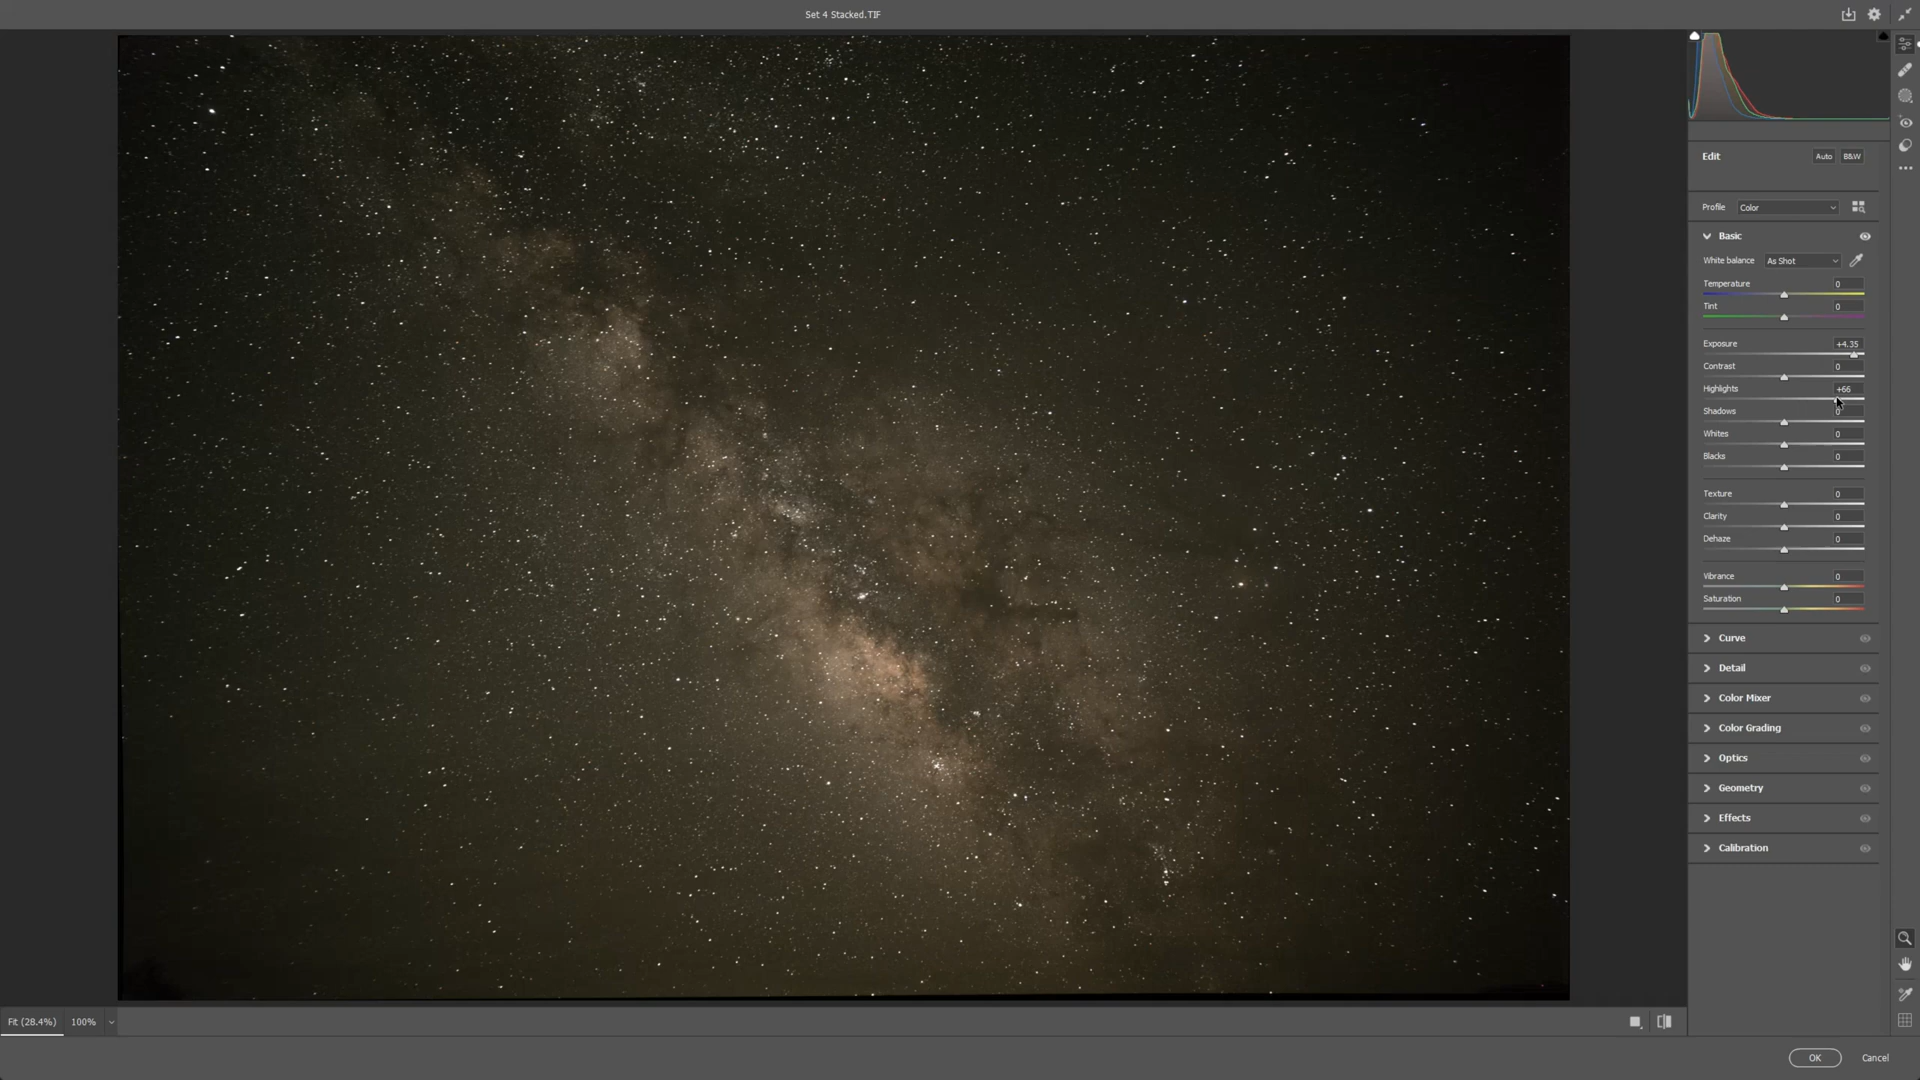 Set 4 Stacked.TIF
Edit
Auto
B&W
Profile
Color
Basic
White balance
As Shot
Temperature
0
Tint
0
Exposure
+4.35
Contrast
0
Highlights
+66
Shadows
0
Whites
0
Blacks
0
Texture
0
Clarity
0
Dehaze
0
Vibrance
0
Saturation
0
Curve
Detail
Color Mixer
Color Grading
Optics
Geometry
Effects
Calibration
Fit (28.4%)
100%
OK
Cancel